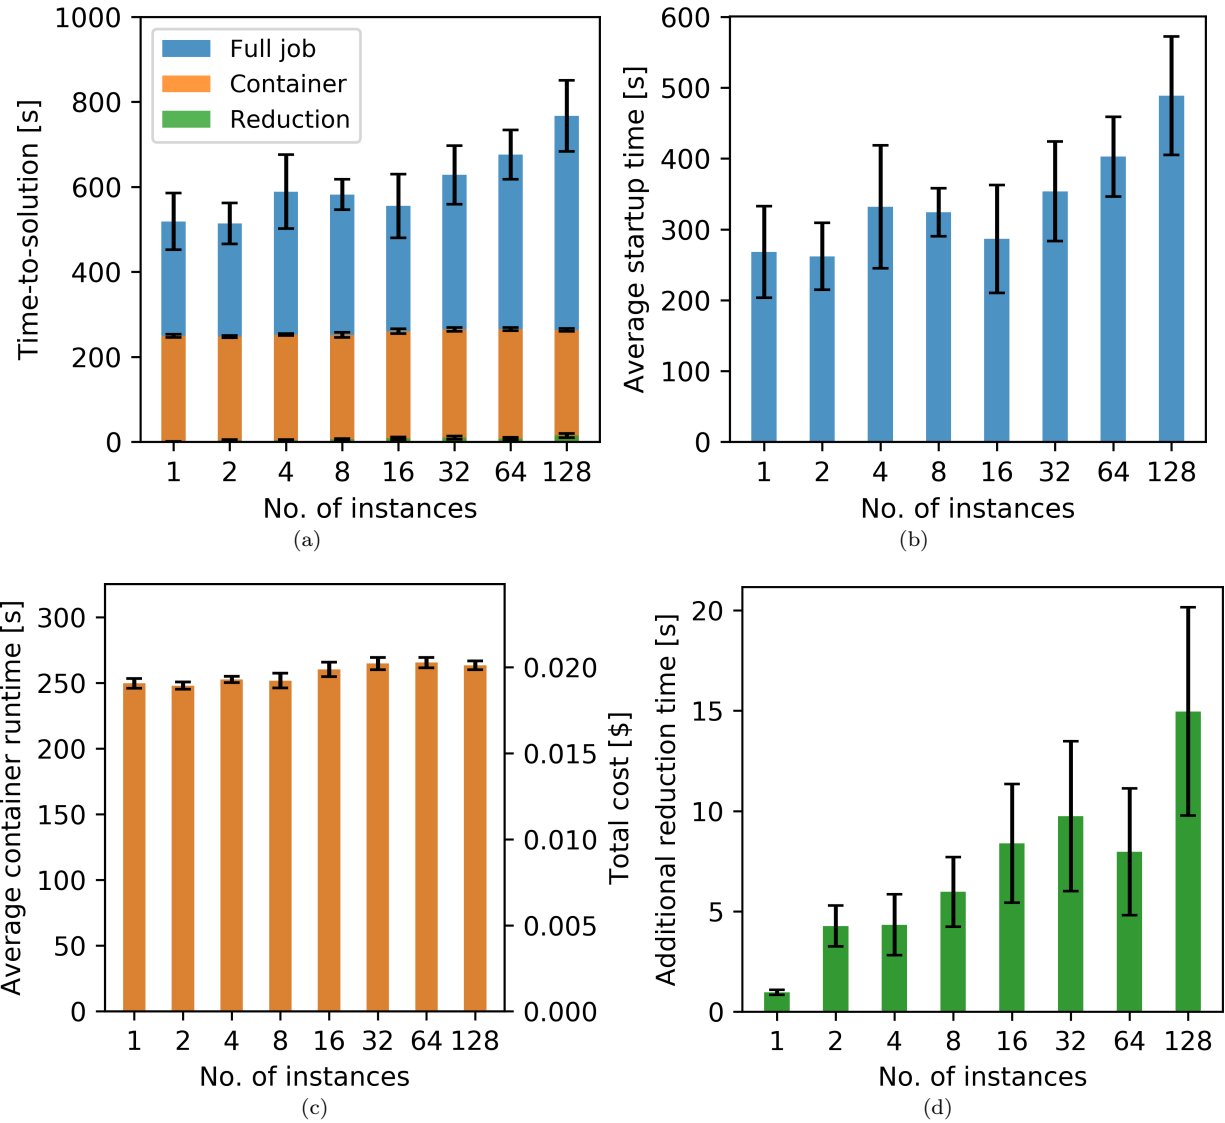 1000
800
600
400
200
0
Time-to-solution [s]
Full job
Container
Reduction
1 2 4 8 16 32 64 128
No. of instances
(a)
600
500
400
300
200
100
0
Average startup time [s]
1 2 4 8 16 32 64 128
No. of instances
(b)
300
250
200
150
100
50
0
Average container runtime [s]
0.020
0.015
0.010
0.005
0.000
Total cost [$]
1 2 4 8 16 32 64 128
No. of instances
(c)
20
15
10
5
0
Additional reduction time [s]
1 2 4 8 16 32 64 128
No. of instances
(d)